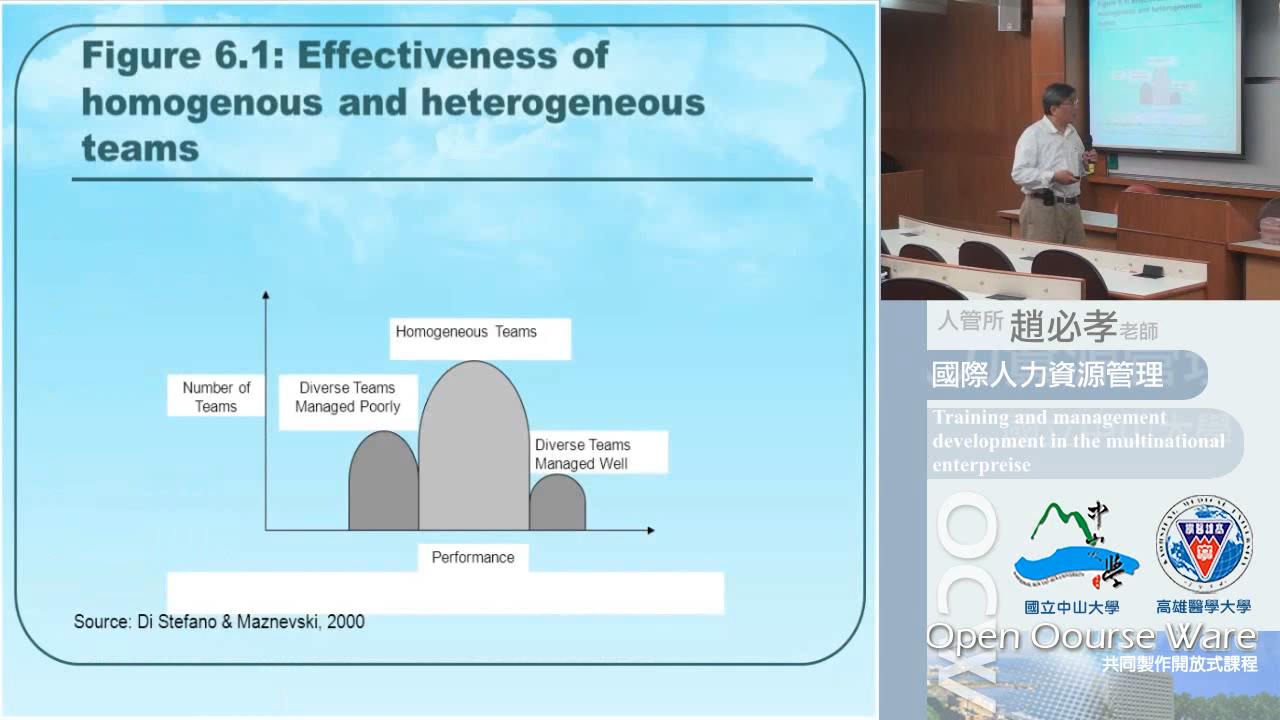 Figure 6.1: Effectiveness of
homogenous and heterogeneous
teams
Homogeneous Teams
Number of
Teams
Diverse Teams
Managed Poorly
Diverse Teams
Managed Well
Performance
Source: Di Stefano & Maznevski, 2000
人管所 趙必孝老師
國際人力資源管理
Training and management
development in the multinational
enterpreise
OCW
國立中山大學
高雄醫學大學
Open Oourse Ware
共同製作開放式課程